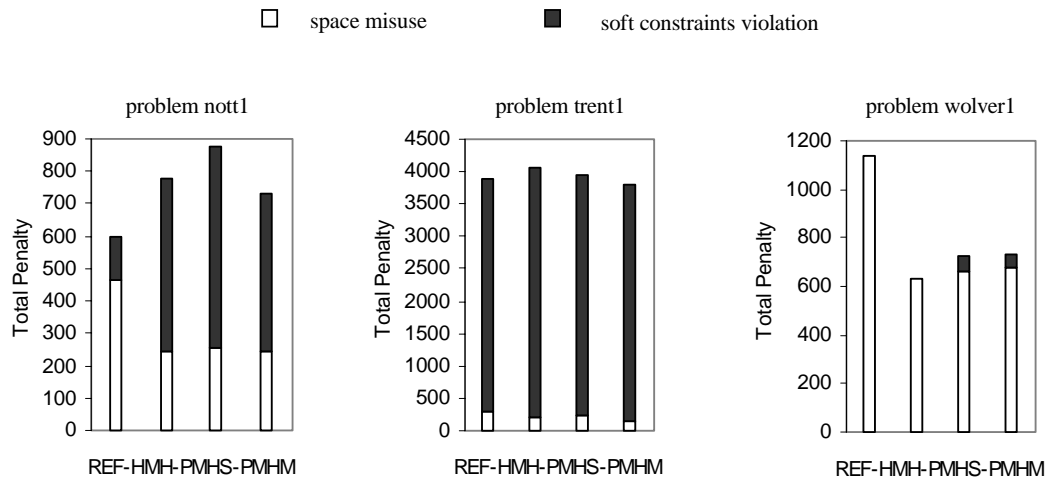 space misuse
soft constraints violation
problem nott1
900
800
700
600
500
400
300
200
100
0
Total Penalty
REF-HMH-PMHS-PMHM
problem trent1
4500
4000
3500
3000
2500
2000
1500
1000
500
0
Total Penalty
REF-HMH-PMHS-PMHM
problem wolver1
1200
1000
800
600
400
200
0
Total Penalty
REF-HMH-PMHS-PMHM